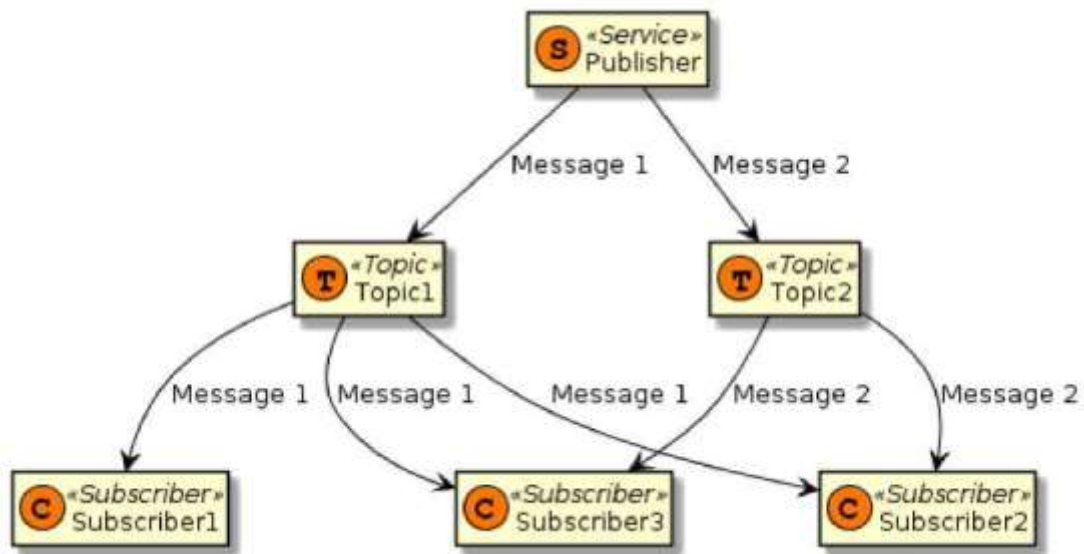 S «Service»
Publisher
Message 1 Message 2
T «Topic»
Topic1
T «Topic»
Topic2
Message 1 Message 1 Message 1 Message 2 Message 2
C «Subscriber»
Subscriber1
C «Subscriber»
Subscriber3
C «Subscriber»
Subscriber2